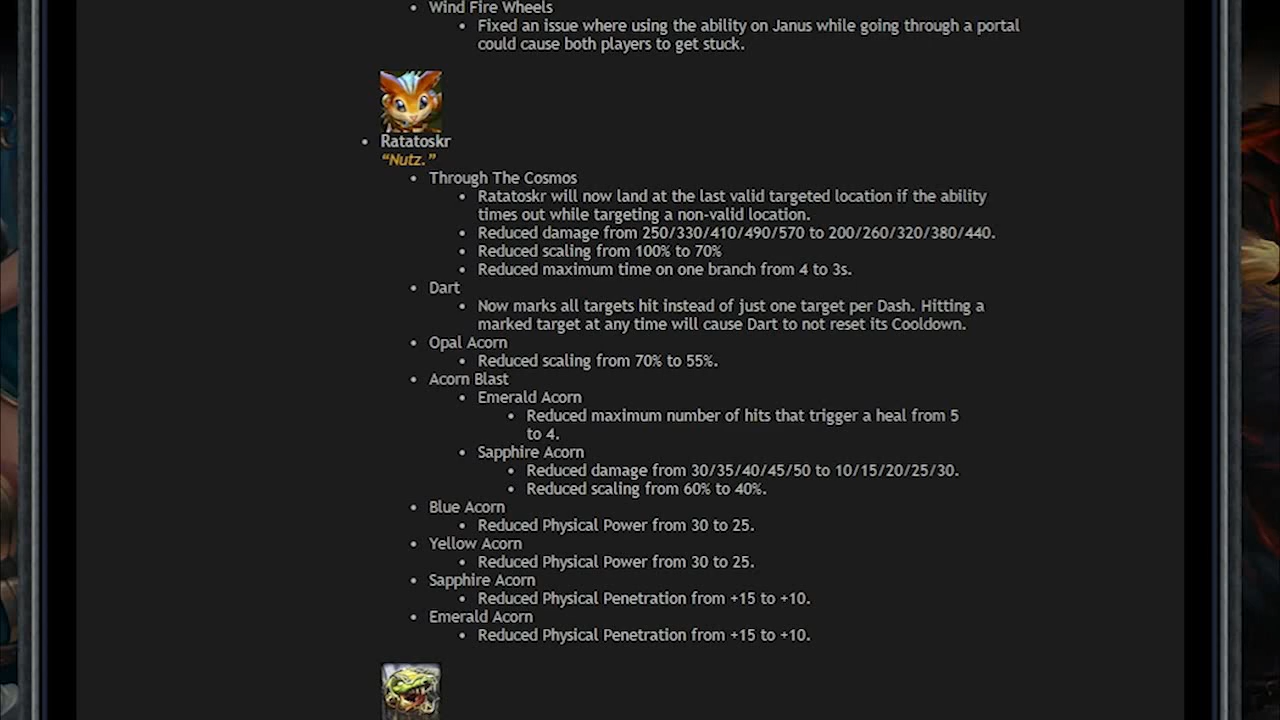 Wind Fire Wheels
Fixed an issue where using the ability on Janus while going through a portal
could cause both players to get stuck.
Ratatoskr
“Nutz.”
Through The Cosmos
Ratatoskr will now land at the last valid targeted location if the ability
times out while targeting a non-valid location.
Reduced damage from 250/330/410/490/570 to 200/260/320/380/440.
Reduced scaling from 100% to 70%
Reduced maximum time on one branch from 4 to 3s.
Dart
Now marks all targets hit instead of just one target per Dash. Hitting a
marked target at any time will cause Dart to not reset its Cooldown.
Opal Acorn
Reduced scaling from 70% to 55%.
Acorn Blast
Emerald Acorn
Reduced maximum number of hits that trigger a heal from 5
to 4.
Sapphire Acorn
Reduced damage from 30/35/40/45/50 to 10/15/20/25/30.
Reduced scaling from 60% to 40%.
Blue Acorn
Reduced Physical Power from 30 to 25.
Yellow Acorn
Reduced Physical Power from 30 to 25.
Sapphire Acorn
Reduced Physical Penetration from +15 to +10.
Emerald Acorn
Reduced Physical Penetration from +15 to +10.